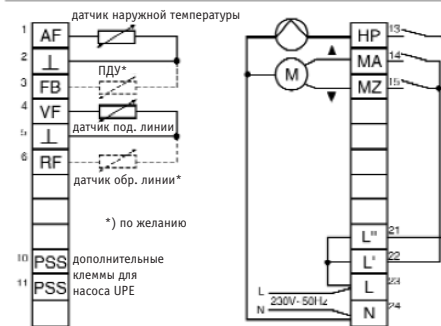 датчик наружной температуры
1 AF
2 ⊥
ПДУ*
3 FB
4 VF
датчик под. линии
5 ⊥
6 RF
датчик обр. линии*
*) по желанию
10 PSS дополнительные
клеммы для
11 PSS насоса UPE
HP 13
MA 14
M
MZ 15
L" 21
L' 22
L L 23
230V- 50Hz
N N 24